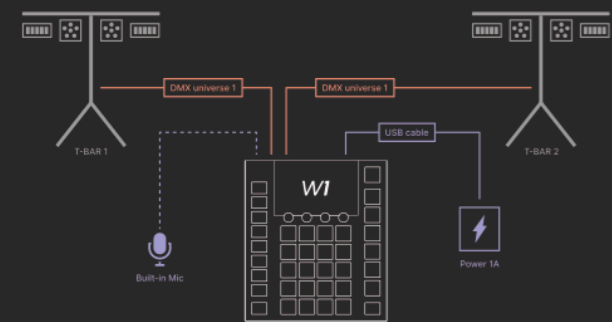 DMX universe 1
DMX universe 1
USB cable
T-BAR 1
T-BAR 2
W1
Built-in Mic
Power 1A